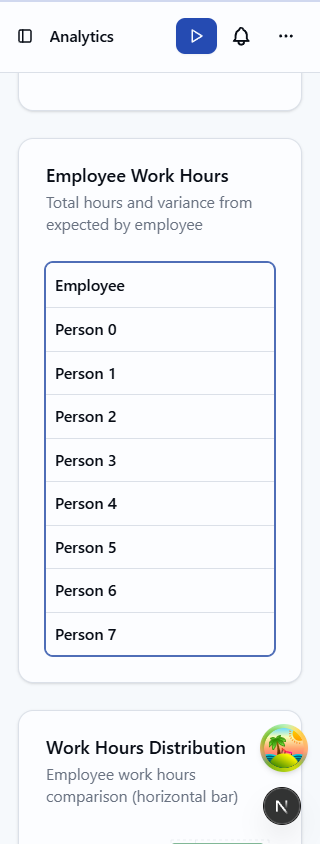 Analytics
Employee Work Hours
Total hours and variance from
expected by employee
Employee
Person 0
Person 1
Person 2
Person 3
Person 4
Person 5
Person 6
Person 7
Work Hours Distribution
Employee work hours
comparison (horizontal bar)
N